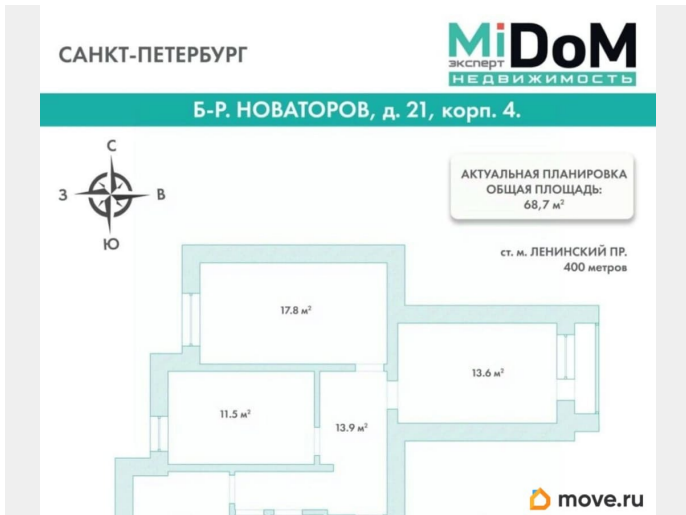 САНКТ-ПЕТЕРБУРГ
MiDoM
эксперт
НЕДВИЖИМОСТЬ
Б-Р. НОВАТОРОВ, д. 21, корп. 4.
С
З
В
Ю
АКТУАЛЬНАЯ ПЛАНИРОВКА
ОБЩАЯ ПЛОЩАДЬ:
68,7 м²
ст. м. ЛЕНИНСКИЙ ПР.
400 метров
17.8 м²
13.6 м²
11.5 м²
13.9 м²
move.ru